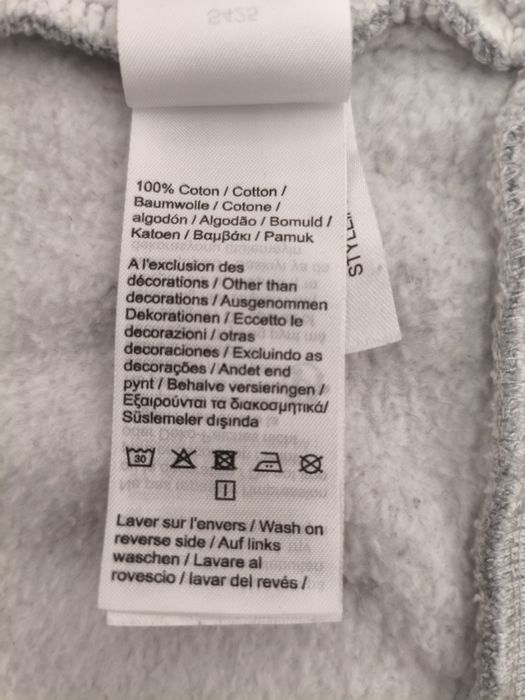 S425
100% Coton / Cotton /
Baumwolle / Cotone /
algodón / Algodão / Bomuld /
Katoen / Βαμβάκι / Pamuk
A l'exclusion des
décorations / Other than
decorations / Ausgenommen
Dekorationen / Eccetto le
decorazioni / otras
decoraciones / Excluindo as
decorações / Andet end
pynt / Behalve versieringen /
Εξαιρούνται τα διακοσμητικά/
Süslemeler dışında
30
Laver sur l'envers / Wash on
reverse side / Auf links
waschen / Lavare al
rovescio / lavar del revés /
STYLE